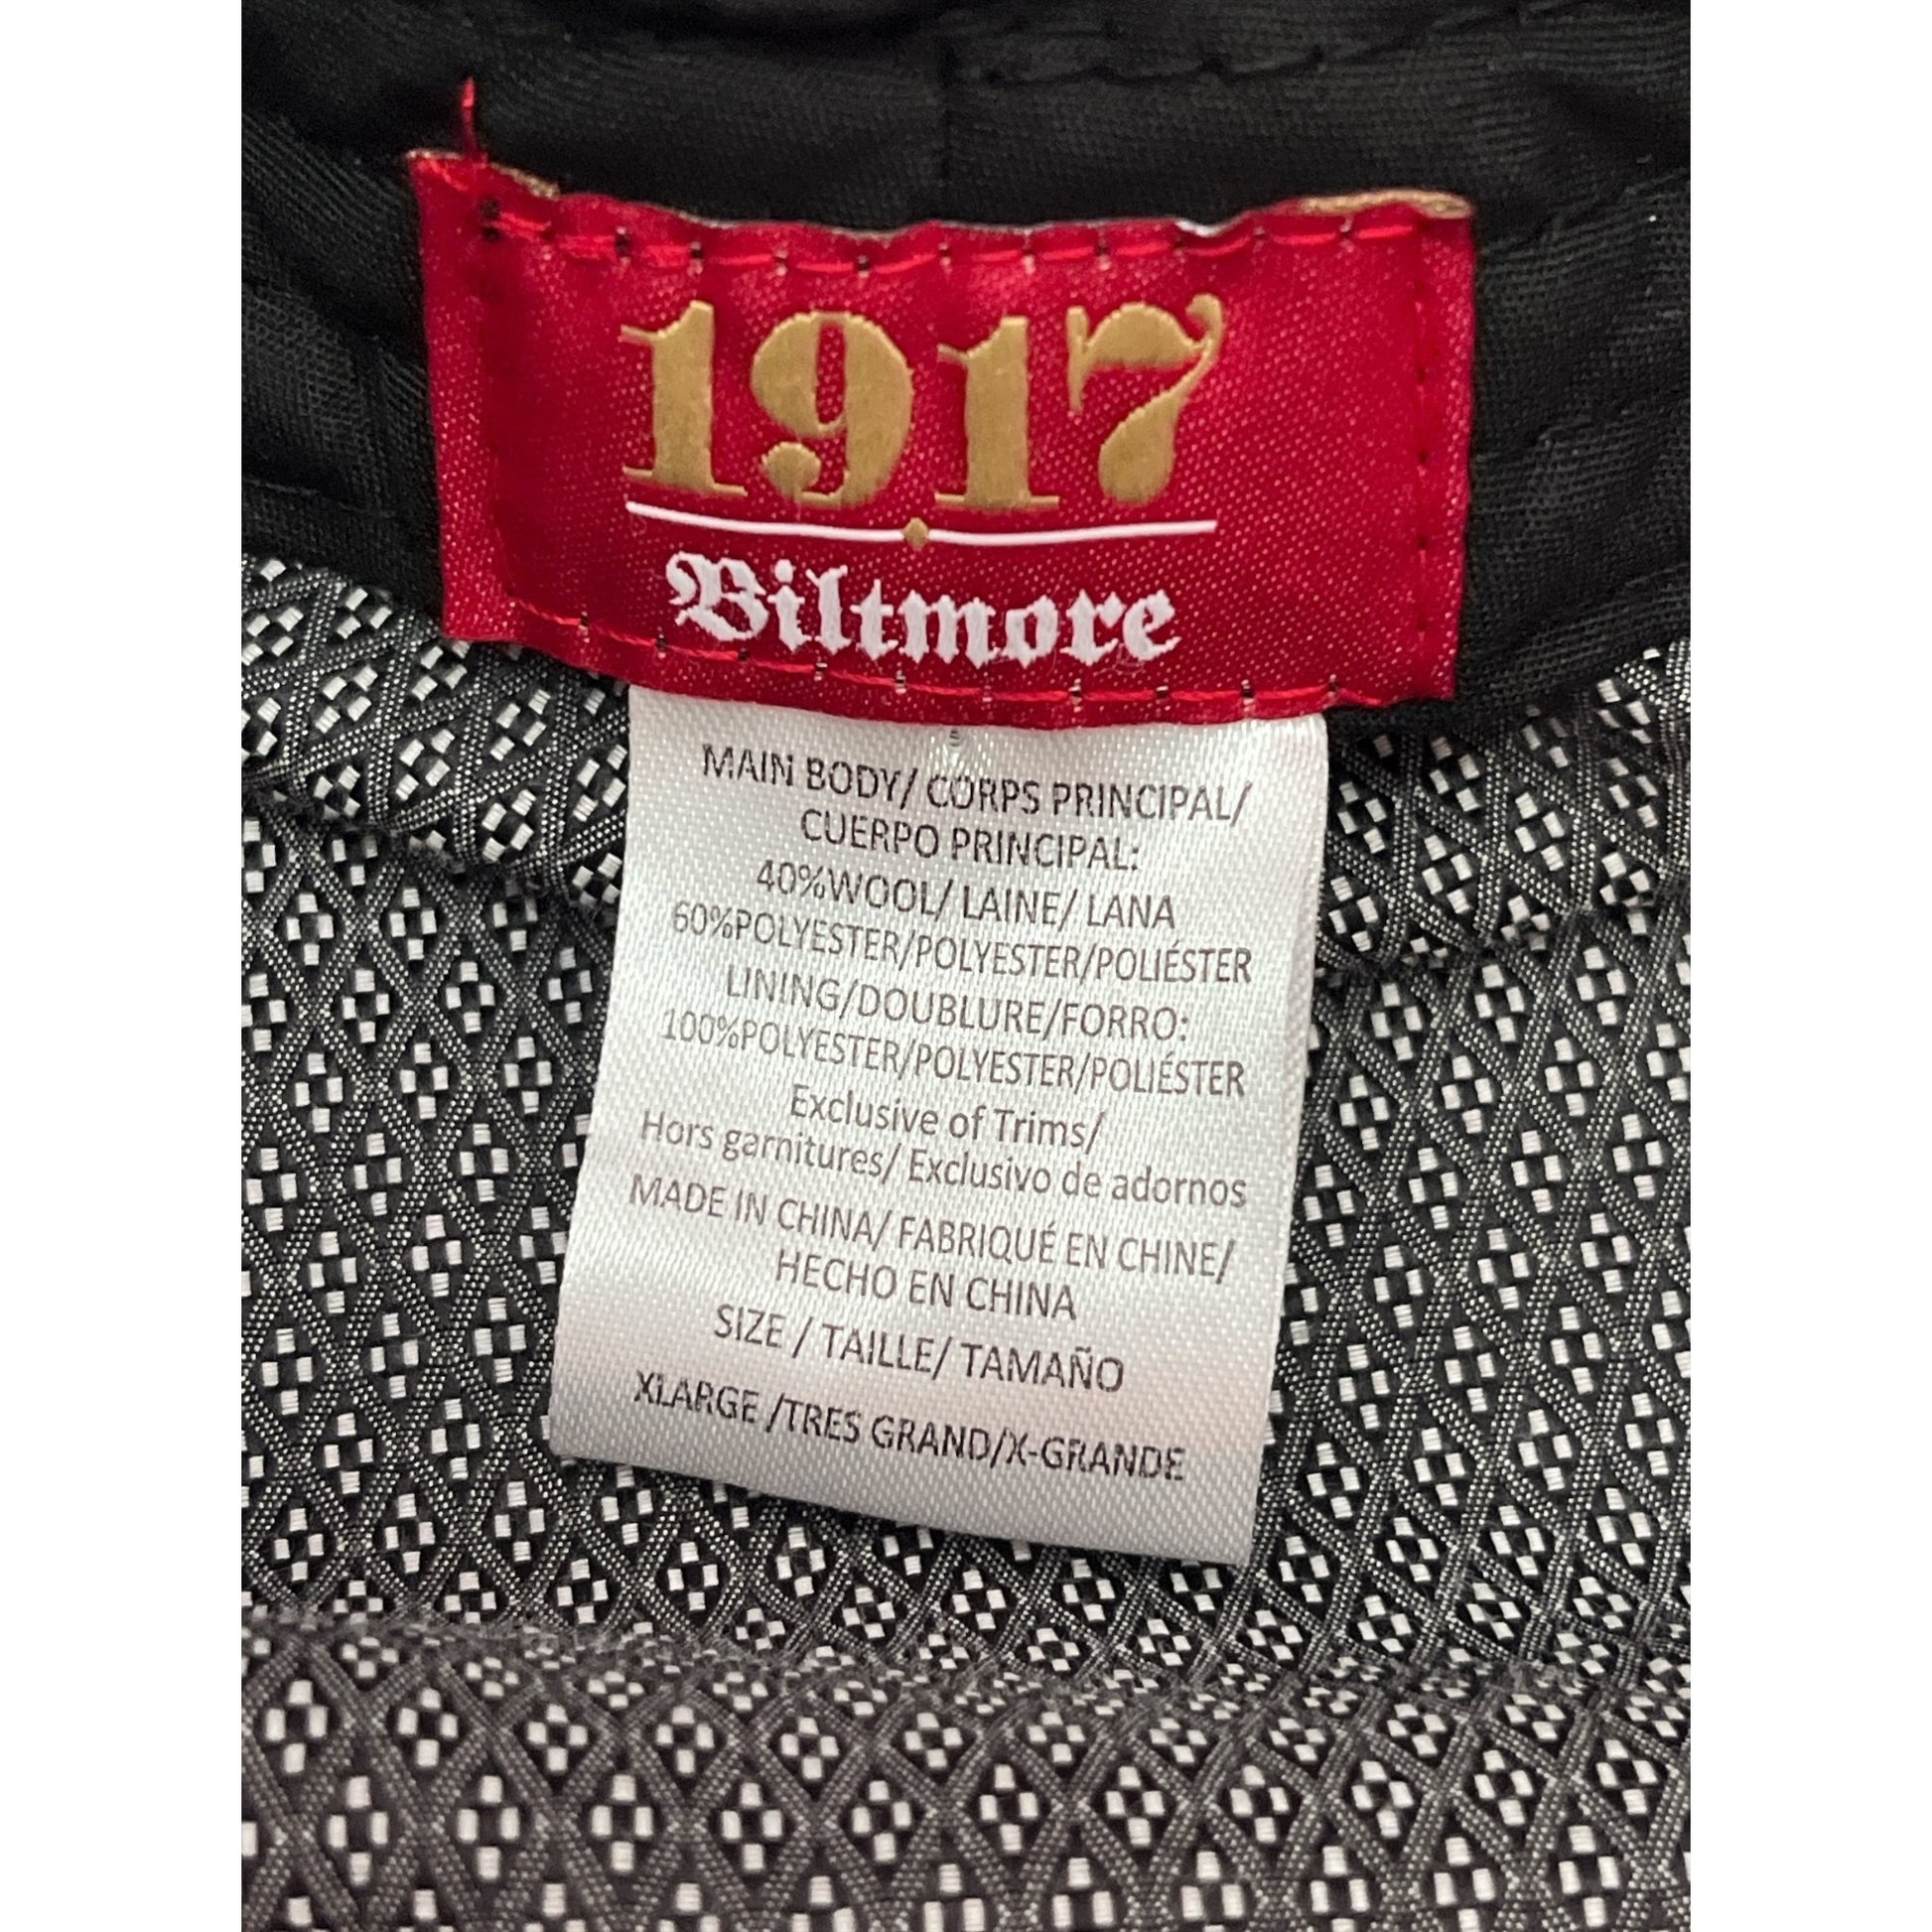 1917
Biltmore
MAIN BODY/ CORPS PRINCIPAL/
CUERPO PRINCIPAL:
40%WOOL/ LAINE/ LANA
60%POLYESTER/POLYESTER/POLIÉSTER
LINING/DOUBLURE/FORRO:
100%POLYESTER/POLYESTER/POLIÉSTER
Exclusive of Trims/
Hors garnitures/ Exclusivo de adornos
MADE IN CHINA/ FABRIQUÉ EN CHINE/
HECHO EN CHINA
SIZE / TAILLE/ TAMAÑO
XLARGE /TRES GRAND/X-GRANDE